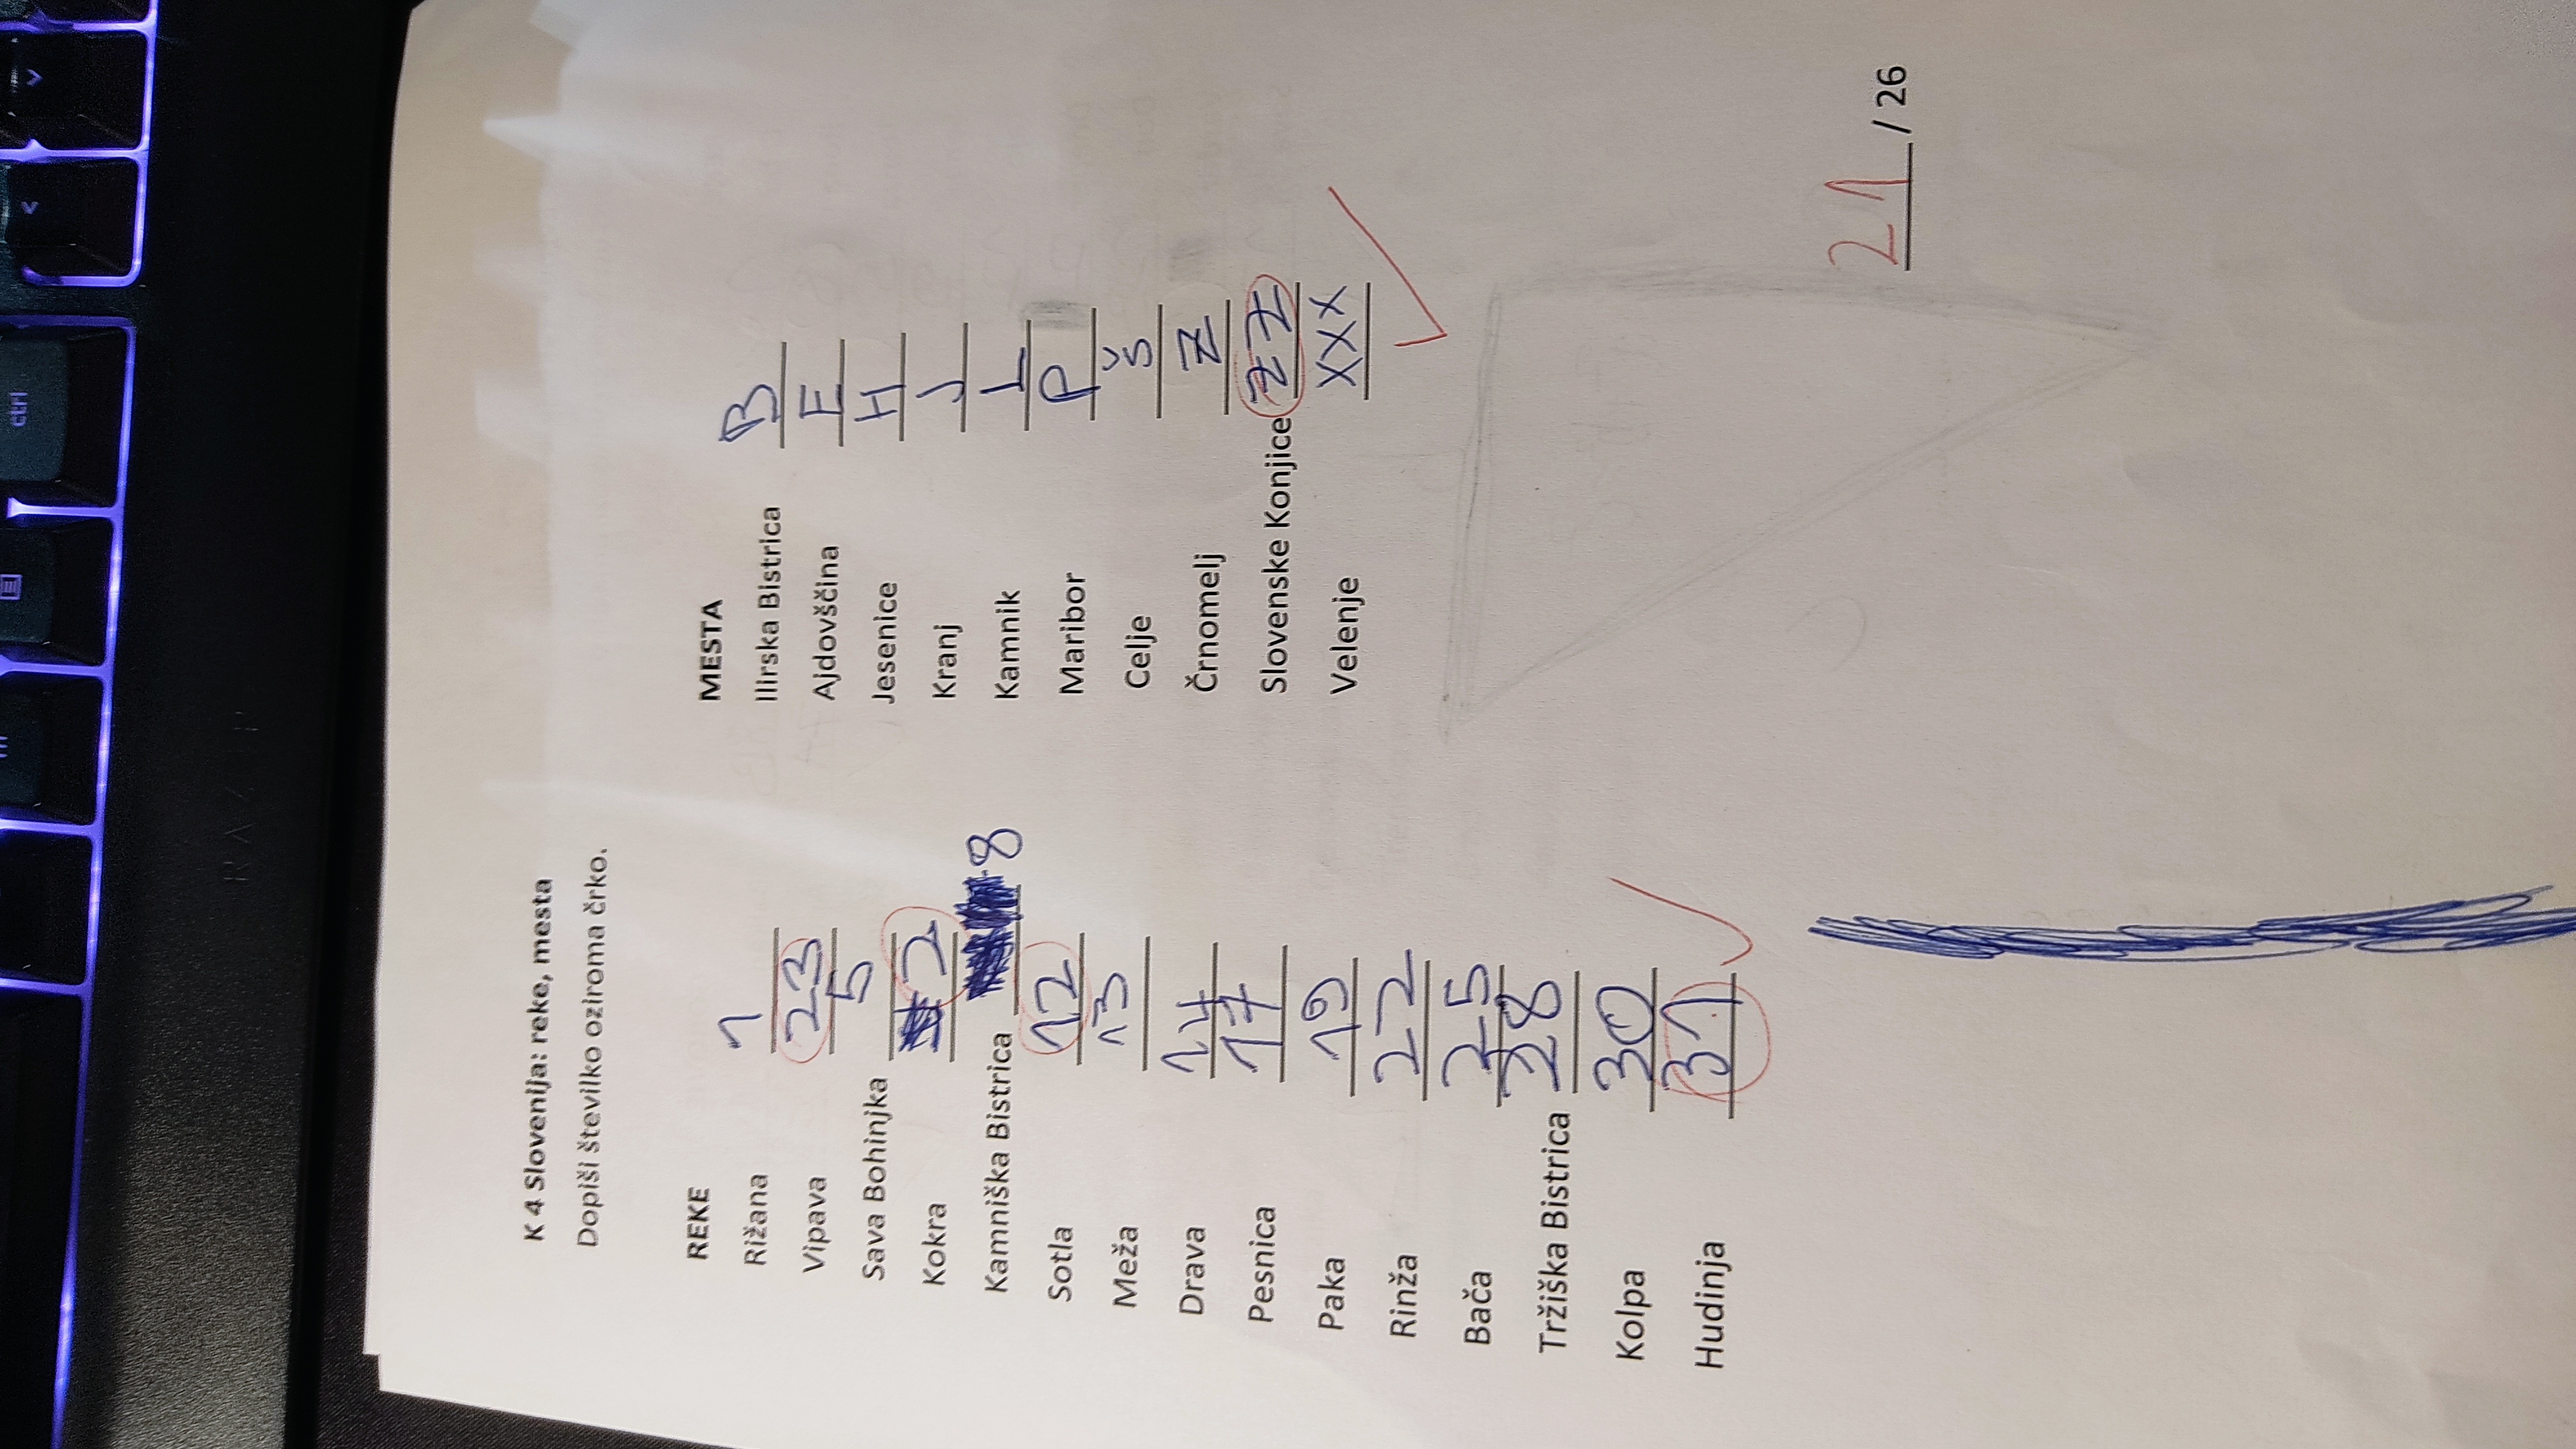 ctrl
<
K 4 Slovenija: reke, mesta
Dopiši številko oziroma črko.
REKE
Rižana 1
Vipava 23
Sava Bohinjka 5
Kokra 2
Kamniška Bistrica 8
Sotla 12
Meža 13
Drava 14
Pesnica 17
Paka 19
Rinža 22
Bača 25
Tržiška Bistrica 28
Kolpa 30
Hudinja 31
MESTA
Ilirska Bistrica B
Ajdovščina E
Jesenice H
Kranj J
Kamnik L
Maribor P
Celje Š
Črnomelj Z
Slovenske Konjice ZZ
Velenje XXX
21 / 26